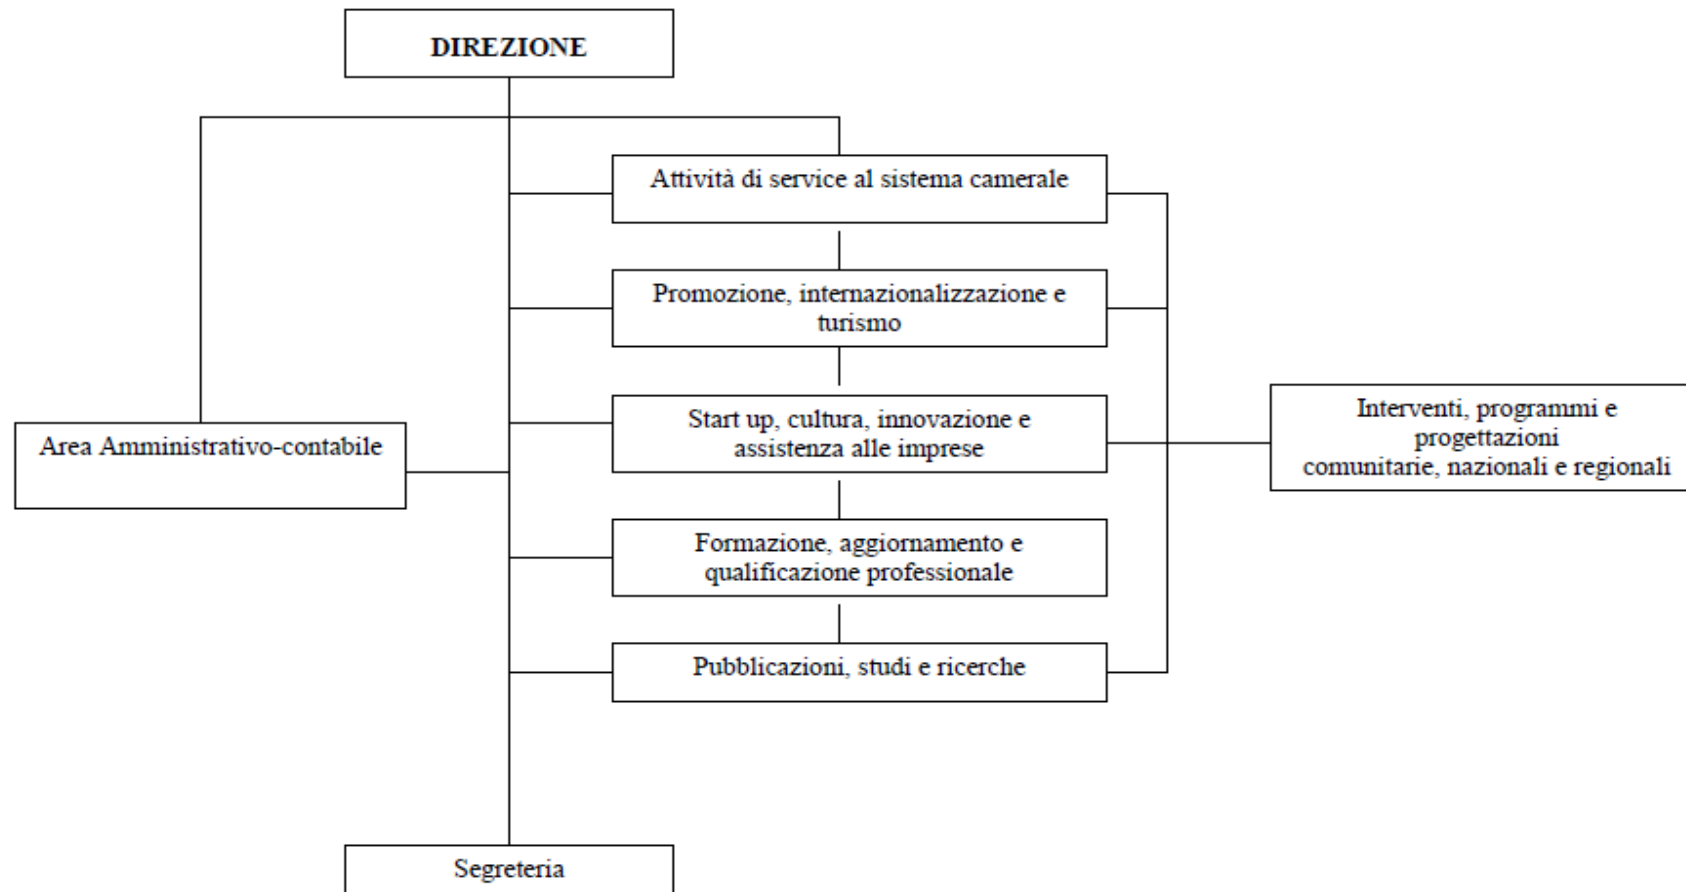 DIREZIONE
Attività di service al sistema camerale
Promozione, internazionalizzazione e
turismo
Start up, cultura, innovazione e
assistenza alle imprese
Interventi, programmi e
progettazioni
comunitarie, nazionali e regionali
Area Amministrativo-contabile
Formazione, aggiornamento e
qualificazione professionale
Pubblicazioni, studi e ricerche
Segreteria